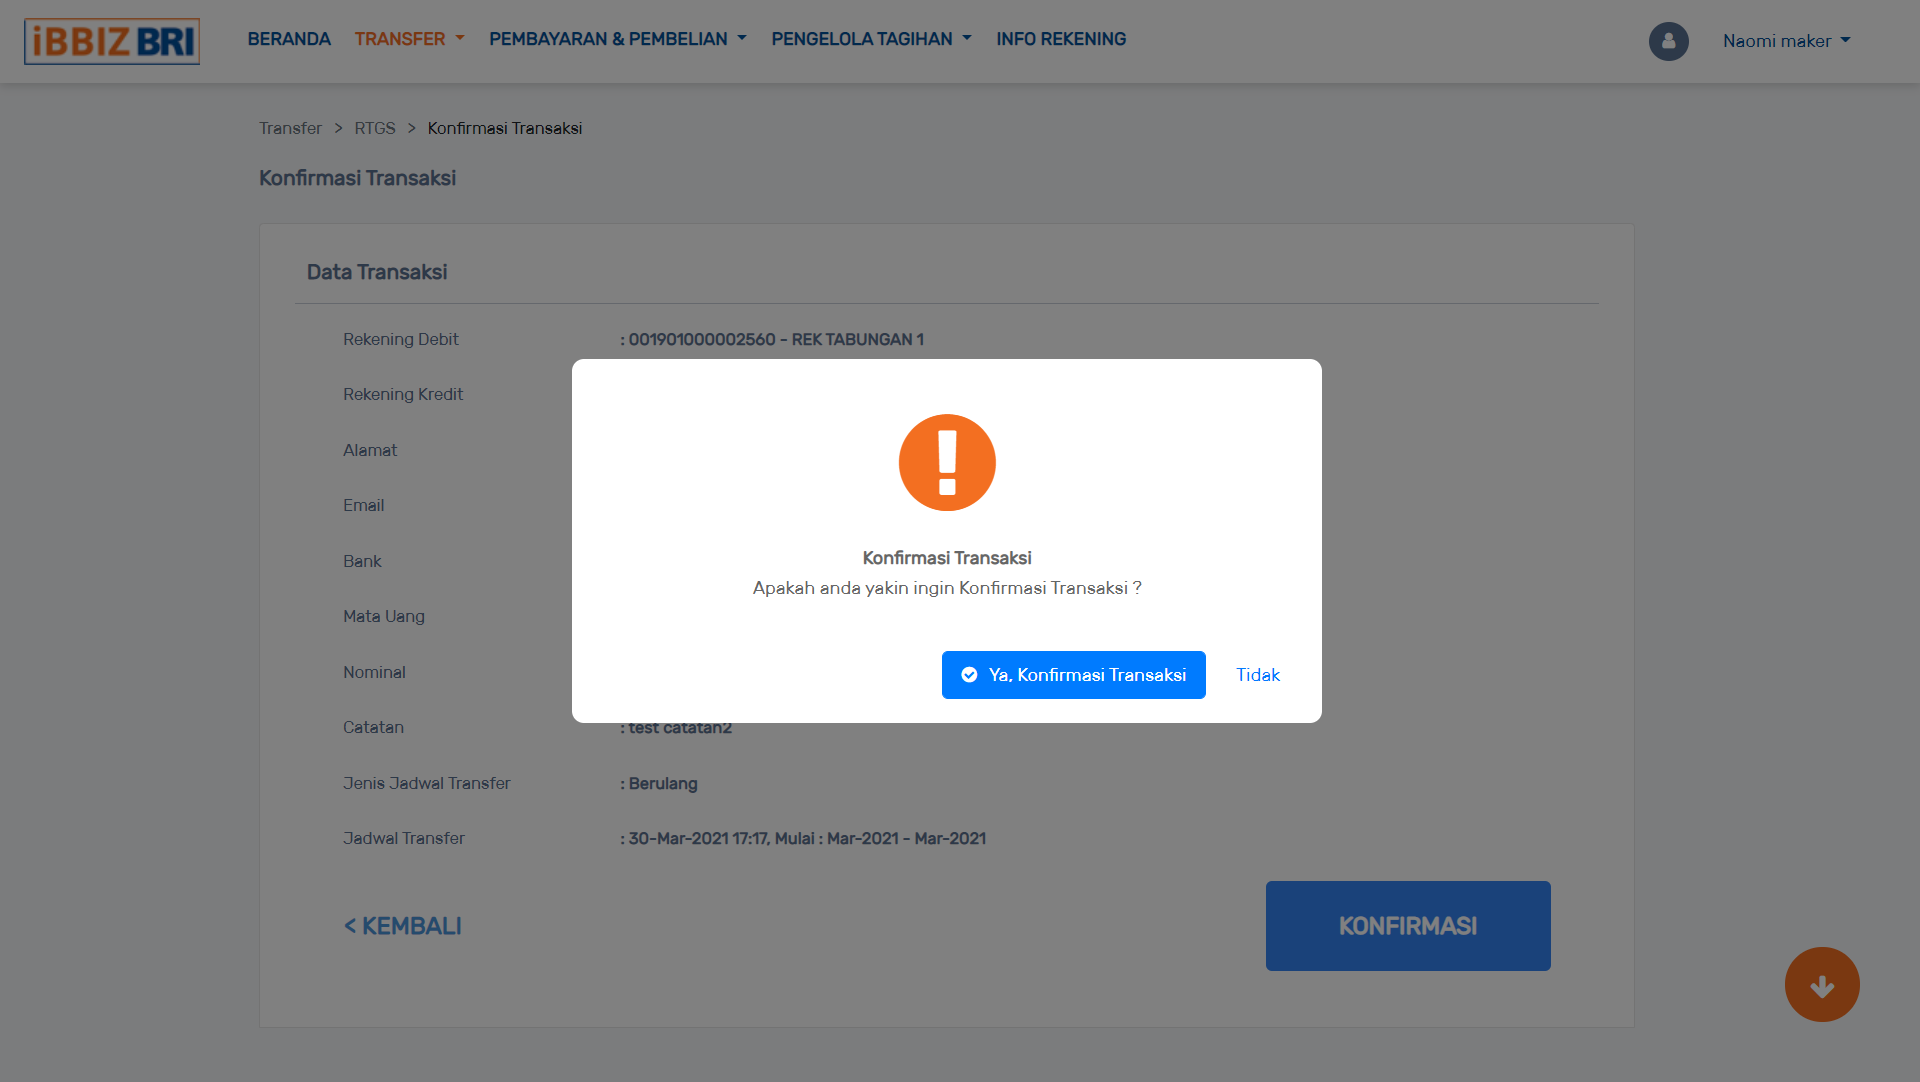 iBBIZ BRI
BERANDA TRANSFER PEMBAYARAN & PEMBELIAN PENGELOLA TAGIHAN INFO REKENING
Naomi maker
Transfer > RTGS > Konfirmasi Transaksi
Konfirmasi Transaksi
Data Transaksi
Rekening Debit : 001901000002560 - REK TABUNGAN 1
Rekening Kredit
Alamat
Email
Bank
Mata Uang
Nominal
Konfirmasi Transaksi
Apakah anda yakin ingin Konfirmasi Transaksi ?
Ya, Konfirmasi Transaksi Tidak
Catatan : test catatan2
Jenis Jadwal Transfer : Berulang
Jadwal Transfer : 30-Mar-2021 17:17, Mulai : Mar-2021 - Mar-2021
< KEMBALI KONFIRMASI